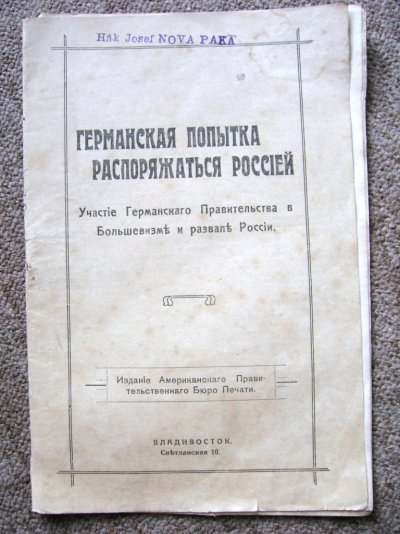 Hák Josef NOVA PAKA
ГЕРМАНСКАЯ ПОПЫТКА
РАСПОРЯЖАТЬСЯ РОССІЕЙ
Участіе Германскаго Правительства в
Большевизмѣ и развалѣ Россіи.
Изданіе Американскаго Прави-
тельственнаго Бюро Печати.
ВЛАДИВОСТОК.
Свѣтланская 10.